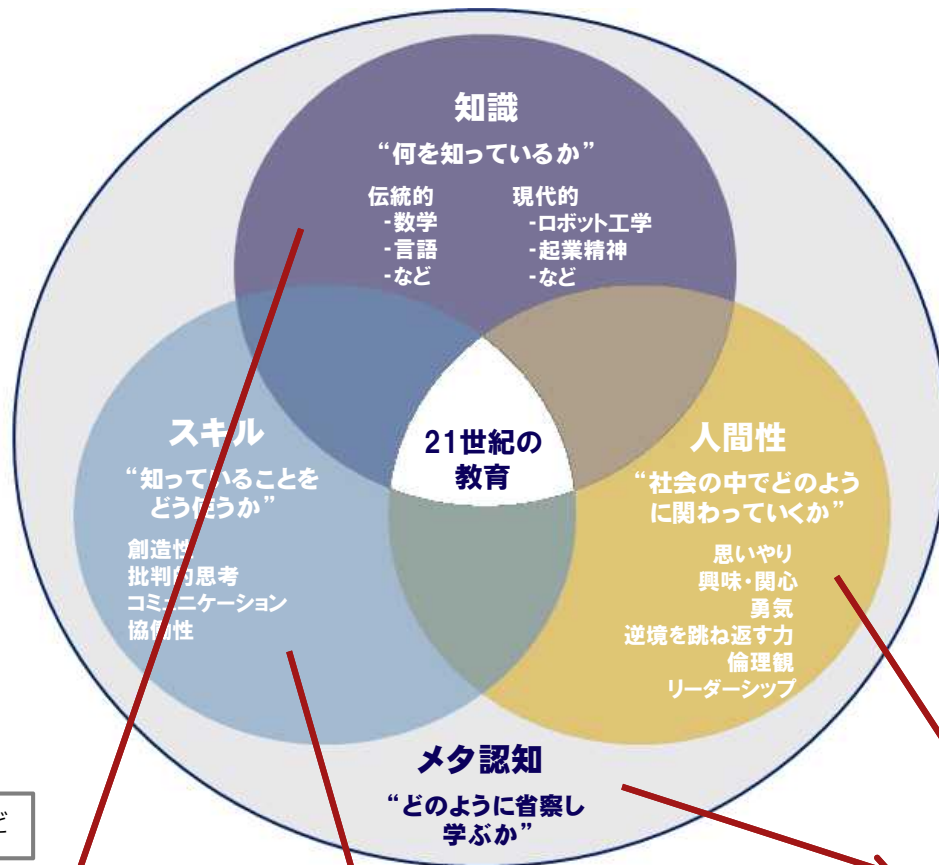 知識
“何を知っているか”
伝統的
-数学
-言語
-など
現代的
-ロボット工学
-起業精神
-など
スキル
“知っていることを
どう使うか”
創造性
批判的思考
コミュニケーション
協働性
21世紀の
教育
人間性
“社会の中でどのよう
に関わっていくか”
思いやり
興味・関心
勇気
逆境を跳ね返す力
倫理観
リーダーシップ
メタ認知
“どのように省察し
学ぶか”
ど